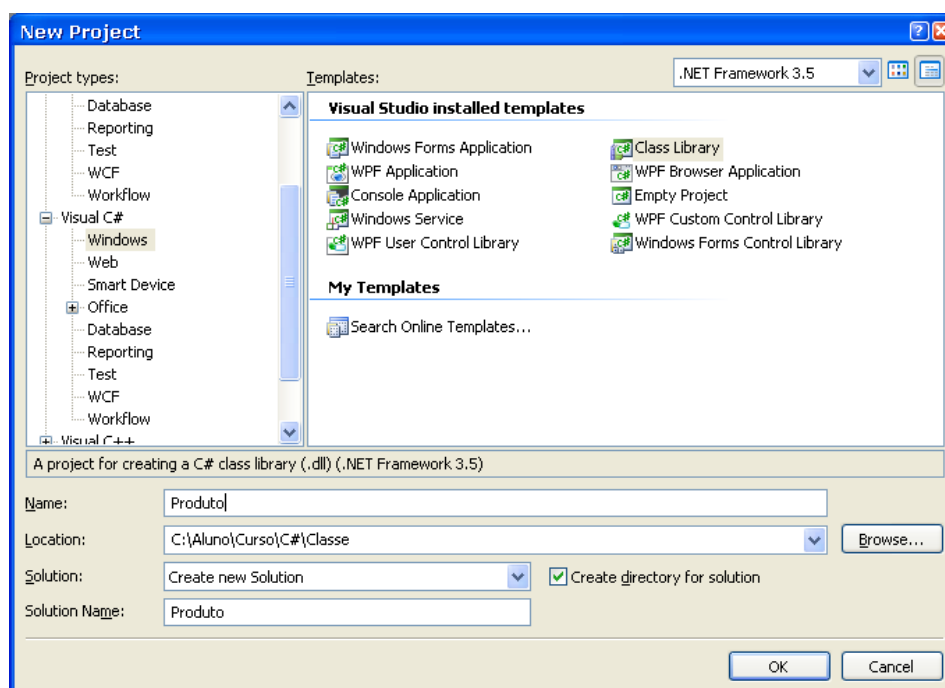 New Project
Project types:
Templates:
.NET Framework 3.5
Database
Reporting
Test
WCF
Workflow
Visual C#
Windows
Web
Smart Device
Office
Database
Reporting
Test
WCF
Workflow
Visual C++
Visual Studio installed templates
Windows Forms Application
Class Library
WPF Application
WPF Browser Application
Console Application
Empty Project
Windows Service
WPF Custom Control Library
WPF User Control Library
Windows Forms Control Library
My Templates
Search Online Templates...
A project for creating a C# class library (.dll) (.NET Framework 3.5)
Name:
Produto
Location:
C:\Aluno\Curso\C#\Classe
Browse...
Solution:
Create new Solution
Create directory for solution
Solution Name:
Produto
OK
Cancel